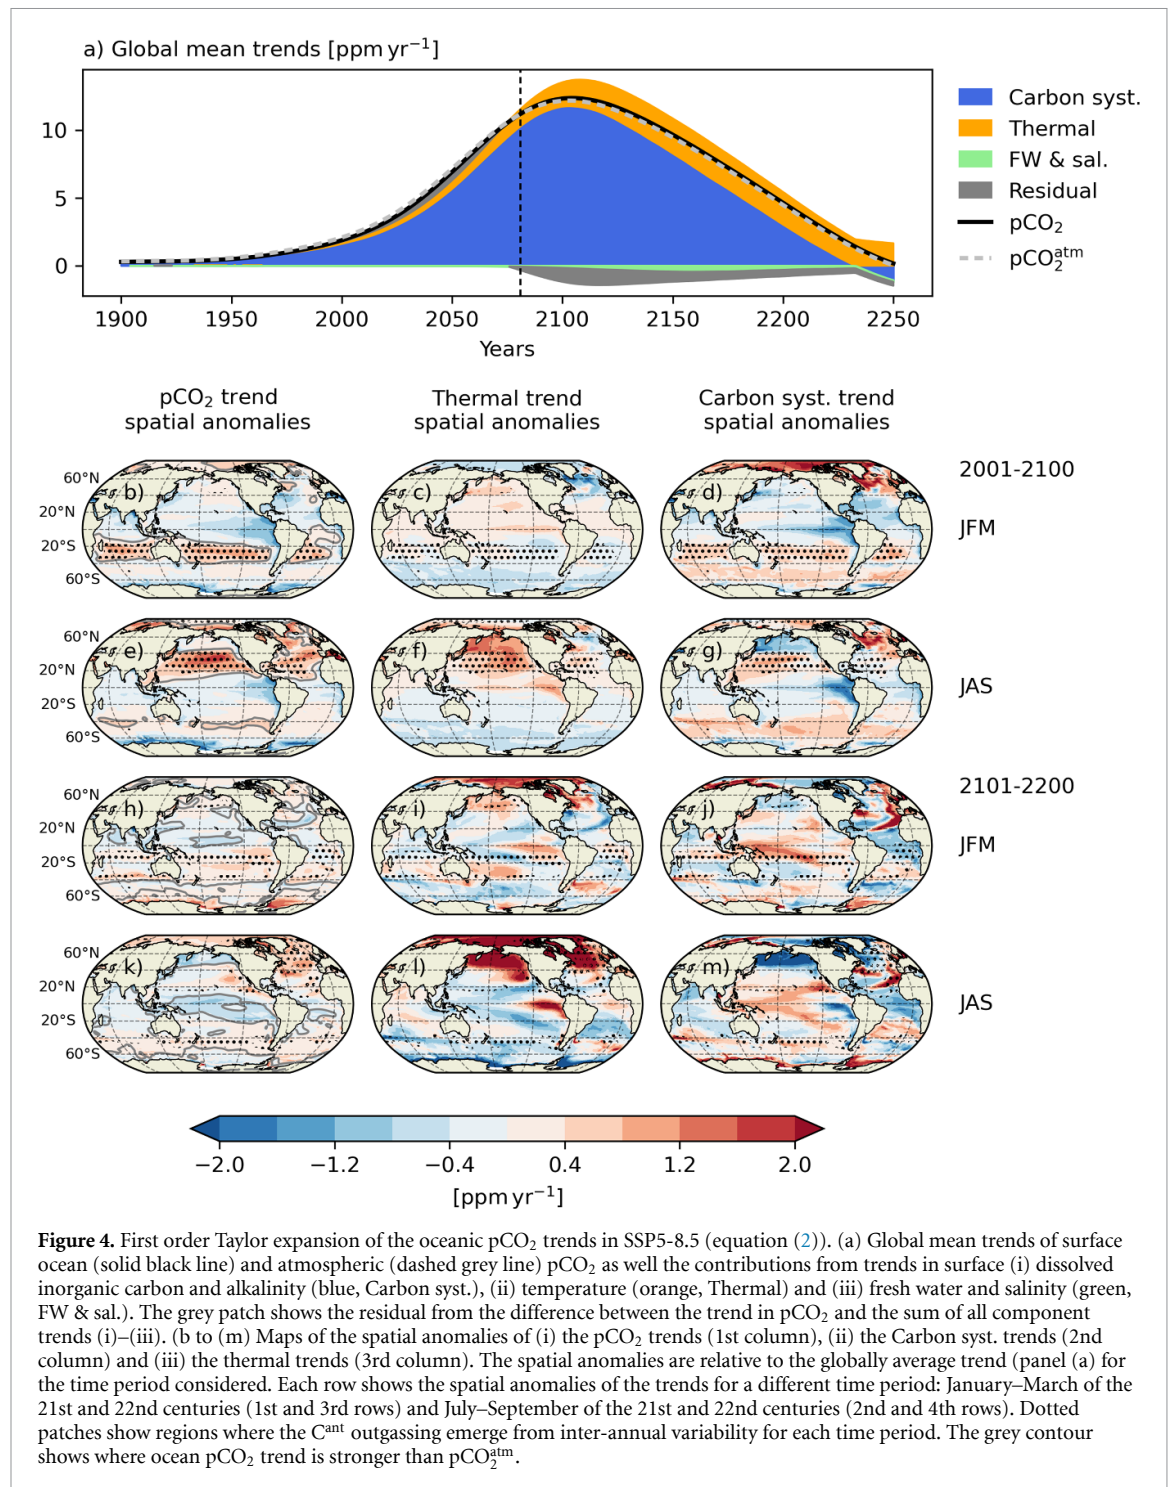 a) Global mean trends [ppm yr⁻¹]
10
5
0
1900 1950 2000 2050 2100 2150 2200 2250
Years
Carbon syst.
Thermal
FW & sal.
Residual
pCO₂
pCO₂ᵃᵗᵐ
pCO₂ trend
spatial anomalies
Thermal trend
spatial anomalies
Carbon syst. trend
spatial anomalies
60°N
20°N
20°S
60°S
b)
c)
d)
2001-2100
JFM
60°N
20°N
20°S
60°S
e)
f)
g)
JAS
60°N
20°N
20°S
60°S
h)
i)
j)
2101-2200
JFM
60°N
20°N
20°S
60°S
k)
l)
m)
JAS
−2.0 −1.2 −0.4 0.4 1.2 2.0
[ppm yr⁻¹]
Figure 4. First order Taylor expansion of the oceanic pCO₂ trends in SSP5-8.5 (equation (2)). (a) Global mean trends of surface
ocean (solid black line) and atmospheric (dashed grey line) pCO₂ as well the contributions from trends in surface (i) dissolved
inorganic carbon and alkalinity (blue, Carbon syst.), (ii) temperature (orange, Thermal) and (iii) fresh water and salinity (green,
FW & sal.). The grey patch shows the residual from the difference between the trend in pCO₂ and the sum of all component
trends (i)–(iii). (b to (m) Maps of the spatial anomalies of (i) the pCO₂ trends (1st column), (ii) the Carbon syst. trends (2nd
column) and (iii) the thermal trends (3rd column). The spatial anomalies are relative to the globally average trend (panel (a) for
the time period considered. Each row shows the spatial anomalies of the trends for a different time period: January–March of the
21st and 22nd centuries (1st and 3rd rows) and July–September of the 21st and 22nd centuries (2nd and 4th rows). Dotted
patches show regions where the Cᵃⁿᵗ outgassing emerge from inter-annual variability for each time period. The grey contour
shows where ocean pCO₂ trend is stronger than pCO₂ᵃᵗᵐ.